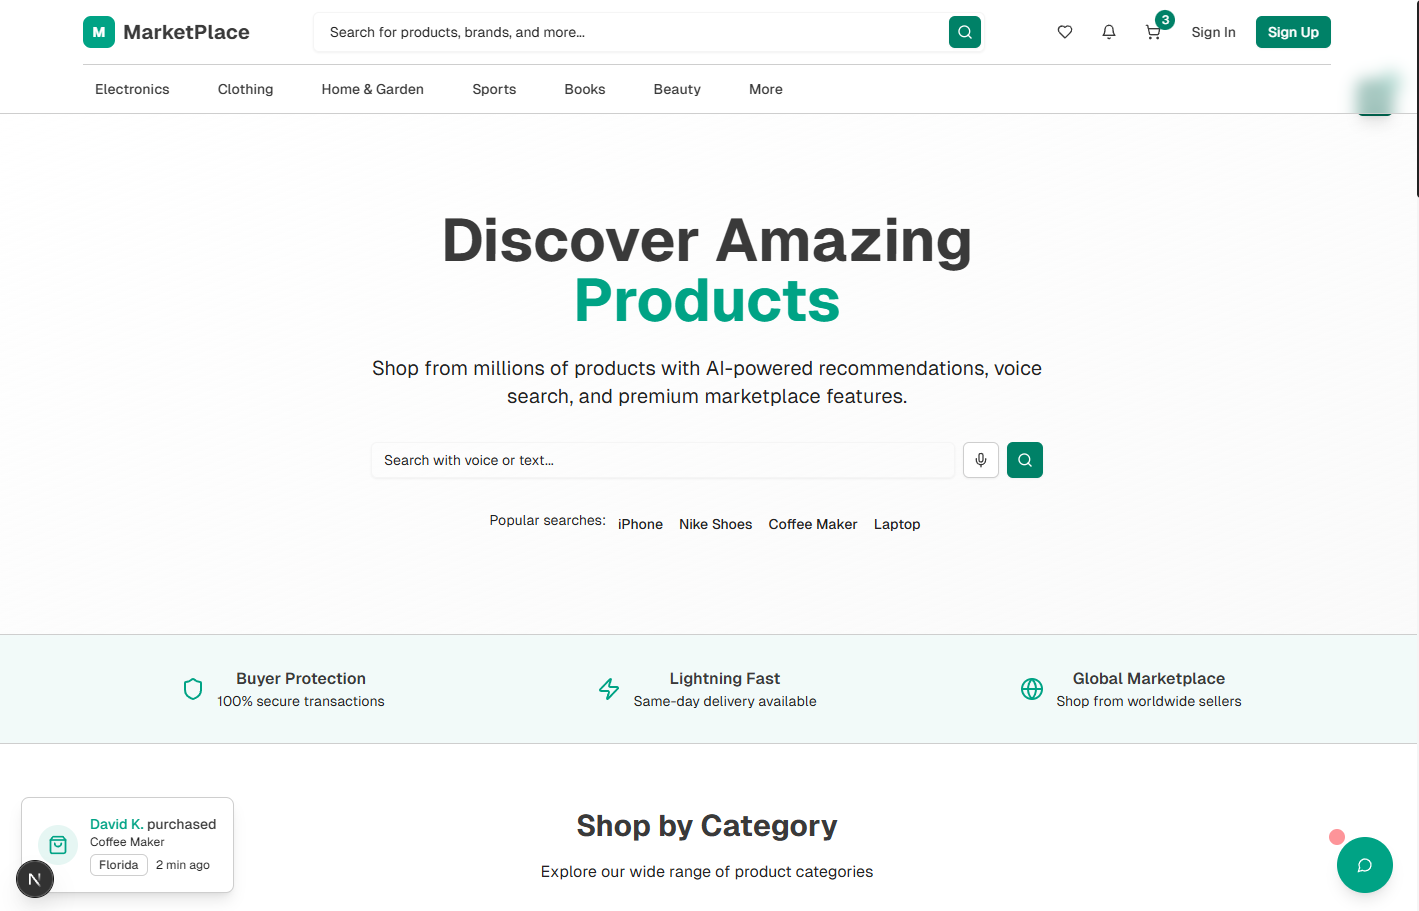 M MarketPlace
Search for products, brands, and more...
3
Sign In
Sign Up
Electronics
Clothing
Home & Garden
Sports
Books
Beauty
More
Discover Amazing
Products
Shop from millions of products with AI-powered recommendations, voice
search, and premium marketplace features.
Search with voice or text...
Popular searches: iPhone Nike Shoes Coffee Maker Laptop
Buyer Protection
100% secure transactions
Lightning Fast
Same-day delivery available
Global Marketplace
Shop from worldwide sellers
Shop by Category
Explore our wide range of product categories
David K. purchased
Coffee Maker
Florida 2 min ago
N